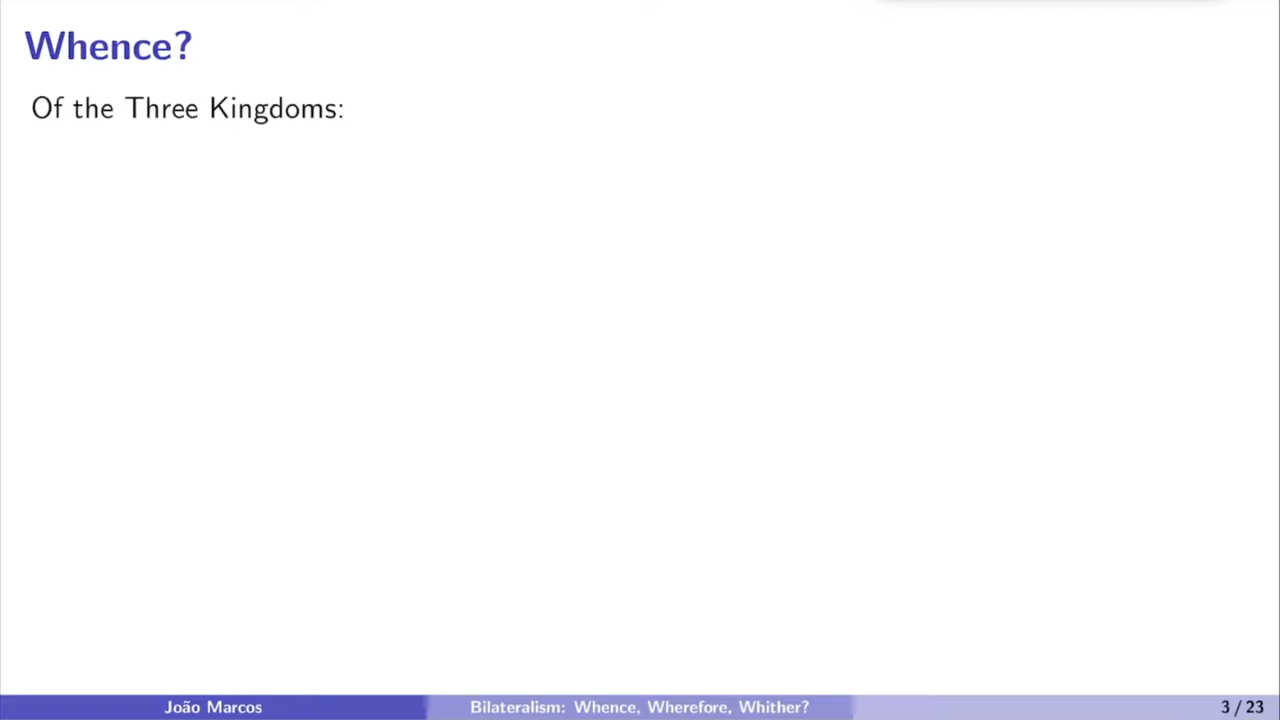 Whence?
Of the Three Kingdoms:
João Marcos
Bilateralism: Whence, Wherefore, Whither?
3 / 23